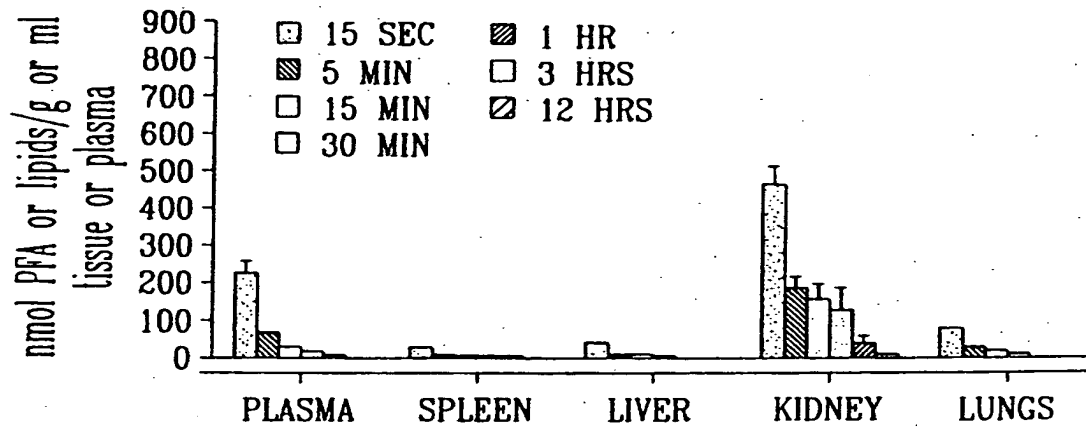 nmol PFA or lipids/g or ml
tissue or plasma
900
800
700
600
500
400
300
200
100
0
15 SEC
5 MIN
15 MIN
30 MIN
1 HR
3 HRS
12 HRS
PLASMA SPLEEN LIVER KIDNEY LUNGS